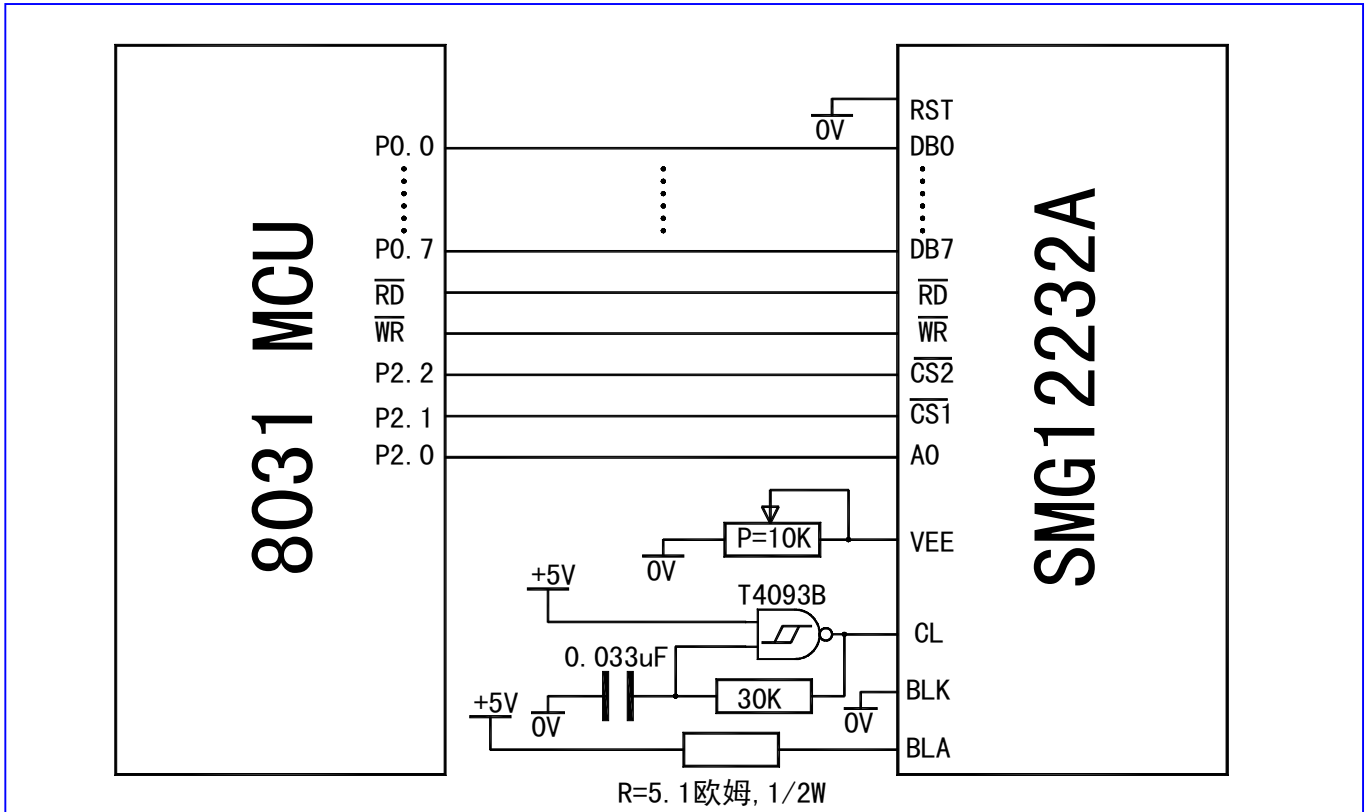 8031 MCU
P0.0
P0.7
RD
WR
P2.2
P2.1
P2.0
0V
P=10K
0V
+5V
T4093B
0.033uF
30K
0V
+5V
0V
R=5.1欧姆,1/2W
RST
DB0
DB7
RD
WR
CS2
CS1
A0
VEE
CL
BLK
BLA
SMG12232A